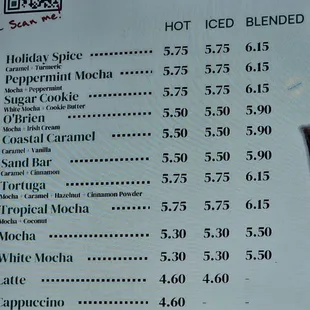 Scan me!
HOT ICED BLENDED
Holiday Spice 5.75 5.75 6.15
Caramel + Turmeric
Peppermint Mocha 5.75 5.75 6.15
Mocha + Peppermint
Sugar Cookie 5.75 5.75 6.15
White Mocha + Cookie Butter
O'Brien 5.50 5.50 5.90
Mocha + Irish Cream
Coastal Caramel 5.50 5.50 5.90
Caramel + Vanilla
Sand Bar 5.50 5.50 5.90
Caramel + Cinnamon
Tortuga 5.75 5.75 6.15
Mocha + Caramel + Hazelnut + Cinnamon Powder
Tropical Mocha 5.75 5.75 6.15
Mocha + Coconut
Mocha 5.30 5.30 5.50
White Mocha 5.30 5.30 5.50
Latte 4.60 4.60 -
Cappuccino 4.60 - -